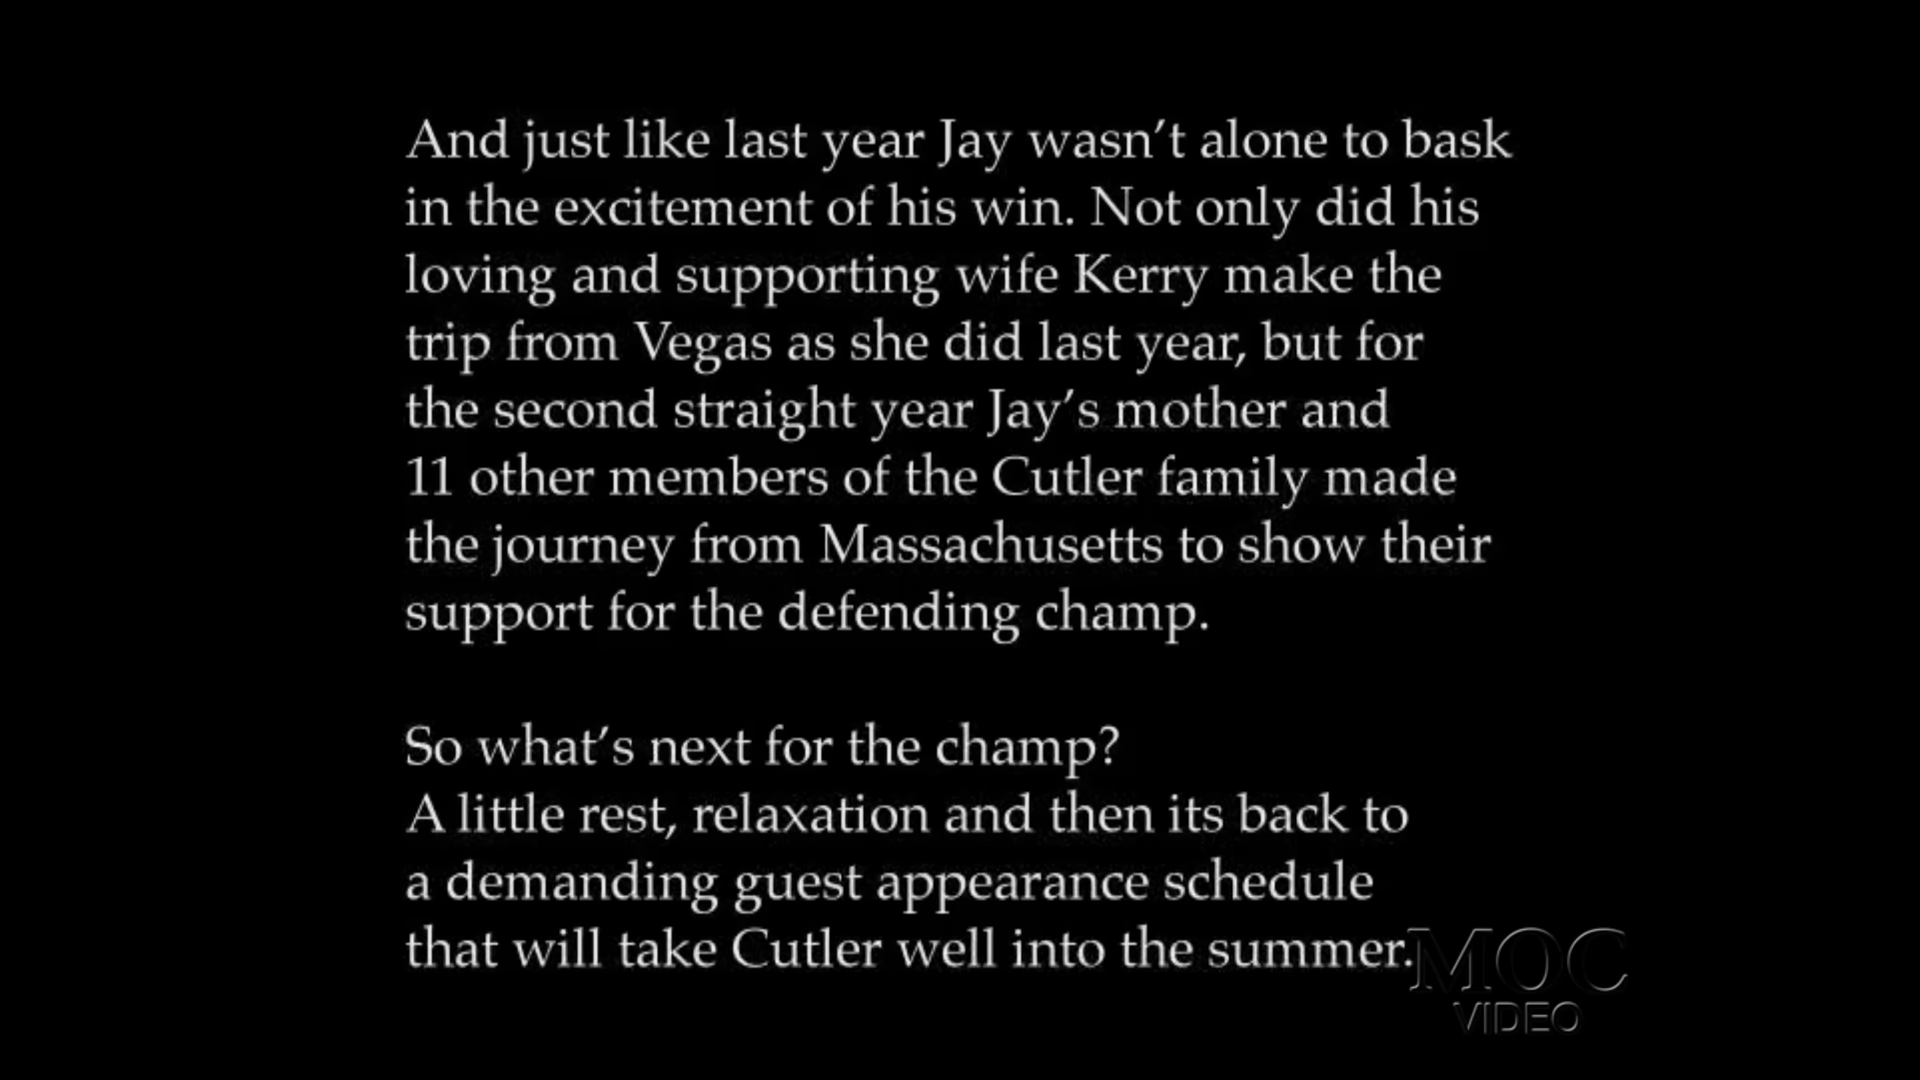 And just like last year Jay wasn’t alone to bask
in the excitement of his win. Not only did his
loving and supporting wife Kerry make the
trip from Vegas as she did last year, but for
the second straight year Jay’s mother and
11 other members of the Cutler family made
the journey from Massachusetts to show their
support for the defending champ.
So what’s next for the champ?
A little rest, relaxation and then its back to
a demanding guest appearance schedule
that will take Cutler well into the summer.
MOC
VIDEO